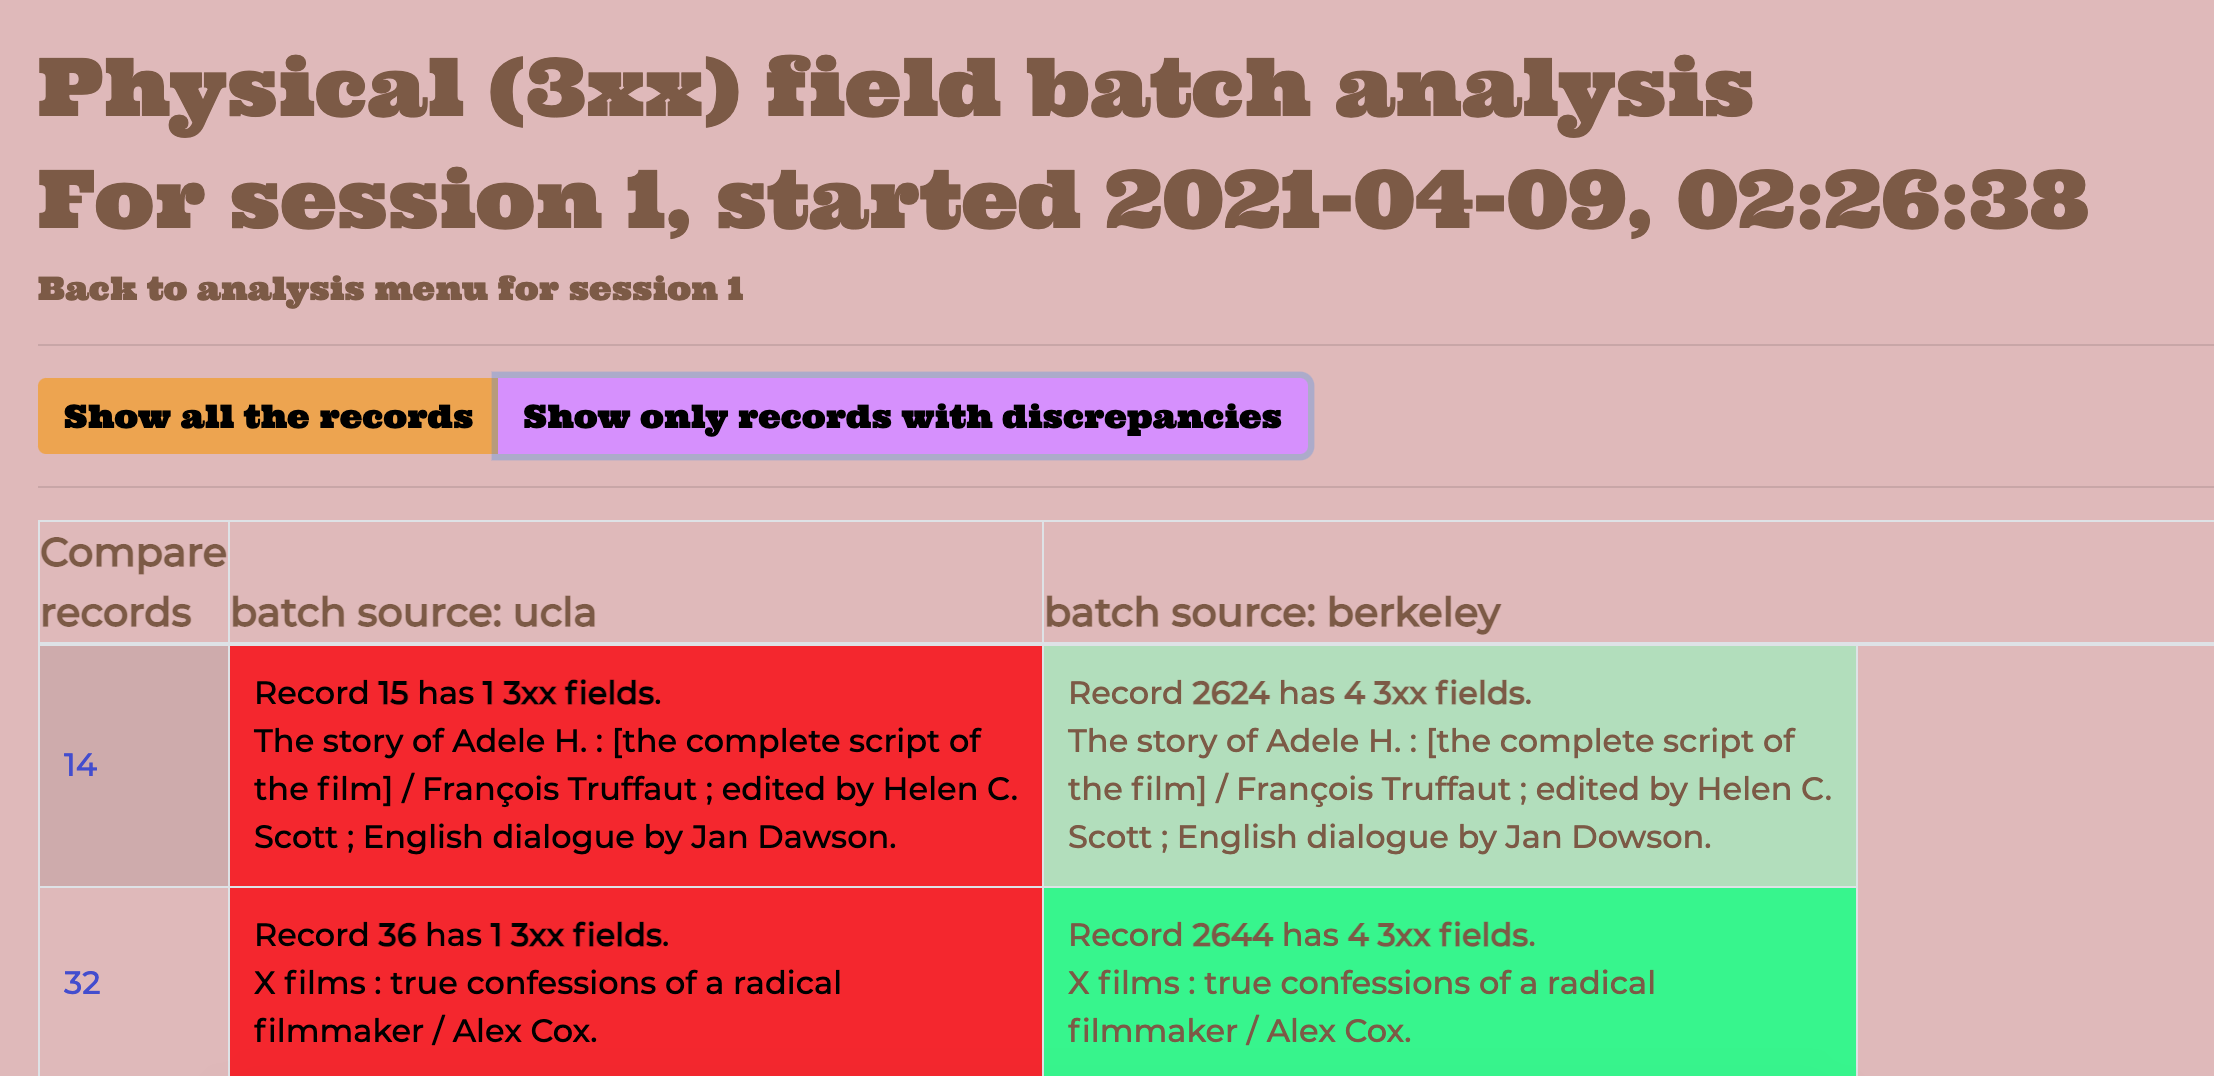 Physical (3xx) field batch analysis
For session 1, started 2021-04-09, 02:26:38
Back to analysis menu for session 1
Show all the records
Show only records with discrepancies
Compare
records
batch source: ucla
batch source: berkeley
14
Record 15 has 1 3xx fields.
The story of Adele H. : [the complete script of
the film] / François Truffaut ; edited by Helen C.
Scott ; English dialogue by Jan Dawson.
Record 2624 has 4 3xx fields.
The story of Adele H. : [the complete script of
the film] / François Truffaut ; edited by Helen C.
Scott ; English dialogue by Jan Dowson.
32
Record 36 has 1 3xx fields.
X films : true confessions of a radical
filmmaker / Alex Cox.
Record 2644 has 4 3xx fields.
X films : true confessions of a radical
filmmaker / Alex Cox.